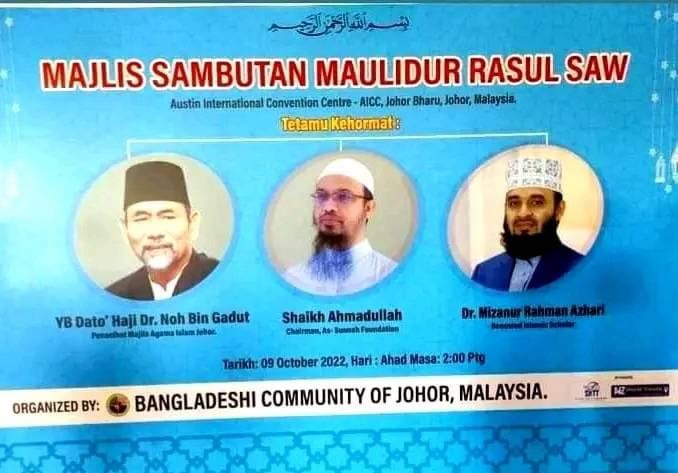 بسم الله الرحمن الرحيم
MAJLIS SAMBUTAN MAULIDUR RASUL SAW
Austin International Convention Centre - AICC, Johor Bharu, Johor, Malaysia.
Tetamu Kehormat :
YB Dato' Haji Dr. Noh Bin Gadut
Penasihat Majlis Agama Islam Johor.
Shaikh Ahmadullah
Chairman, As- Sunnah Foundation
Dr. Mizanur Rahman Azhari
Renouned Islamic Scholar
Tarikh: 09 October 2022, Hari : Ahad Masa: 2:00 Ptg
ORGANIZED BY: BANGLADESHI COMMUNITY OF JOHOR, MALAYSIA.